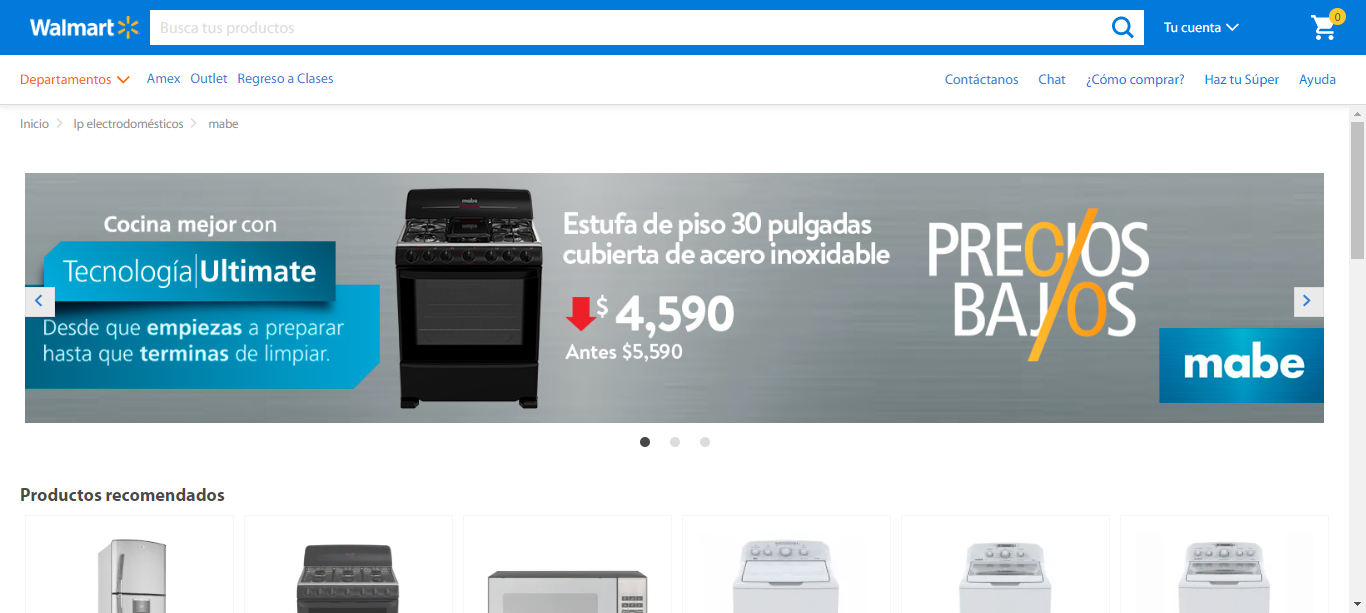 Walmart
Busca tus productos
Tu cuenta
0
Departamentos
Amex
Outlet
Regreso a Clases
Contáctanos
Chat
¿Cómo comprar?
Haz tu Súper
Ayuda
Inicio
lp electrodomésticos
mabe
Cocina mejor con
Tecnología|Ultimate
Desde que empiezas a preparar
hasta que terminas de limpiar.
mabe
Estufa de piso 30 pulgadas
cubierta de acero inoxidable
$4,590
Antes $5,590
PRECIOS
BAJOS
mabe
Productos recomendados